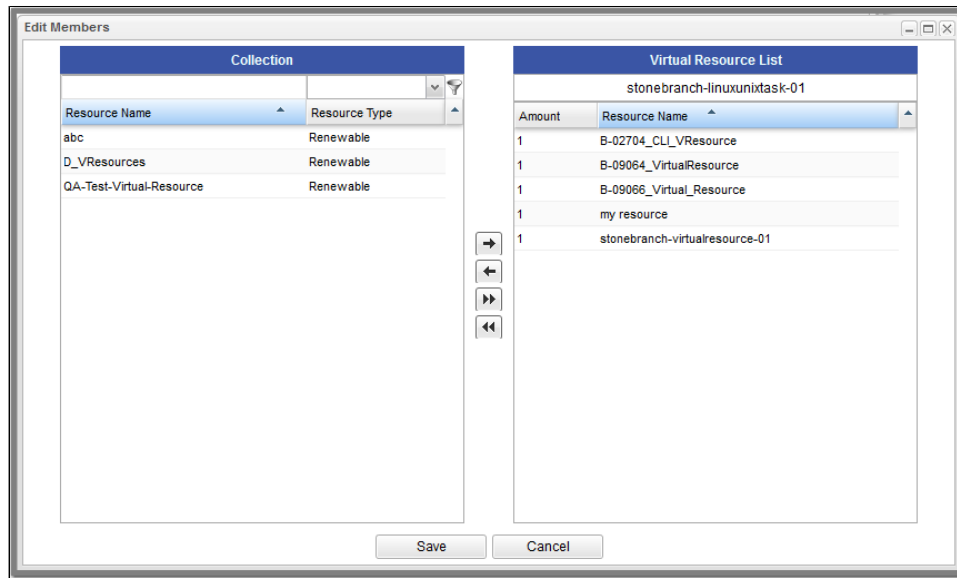 Edit Members
Collection
Resource Name Resource Type
abc Renewable
D_VResources Renewable
QA-Test-Virtual-Resource Renewable
Virtual Resource List
stonebranch-linuxunixtask-01
Amount Resource Name
1 B-02704_CLI_VResource
1 B-09064_VirtualResource
1 B-09066_Virtual_Resource
1 my resource
1 stonebranch-virtualresource-01
Save Cancel